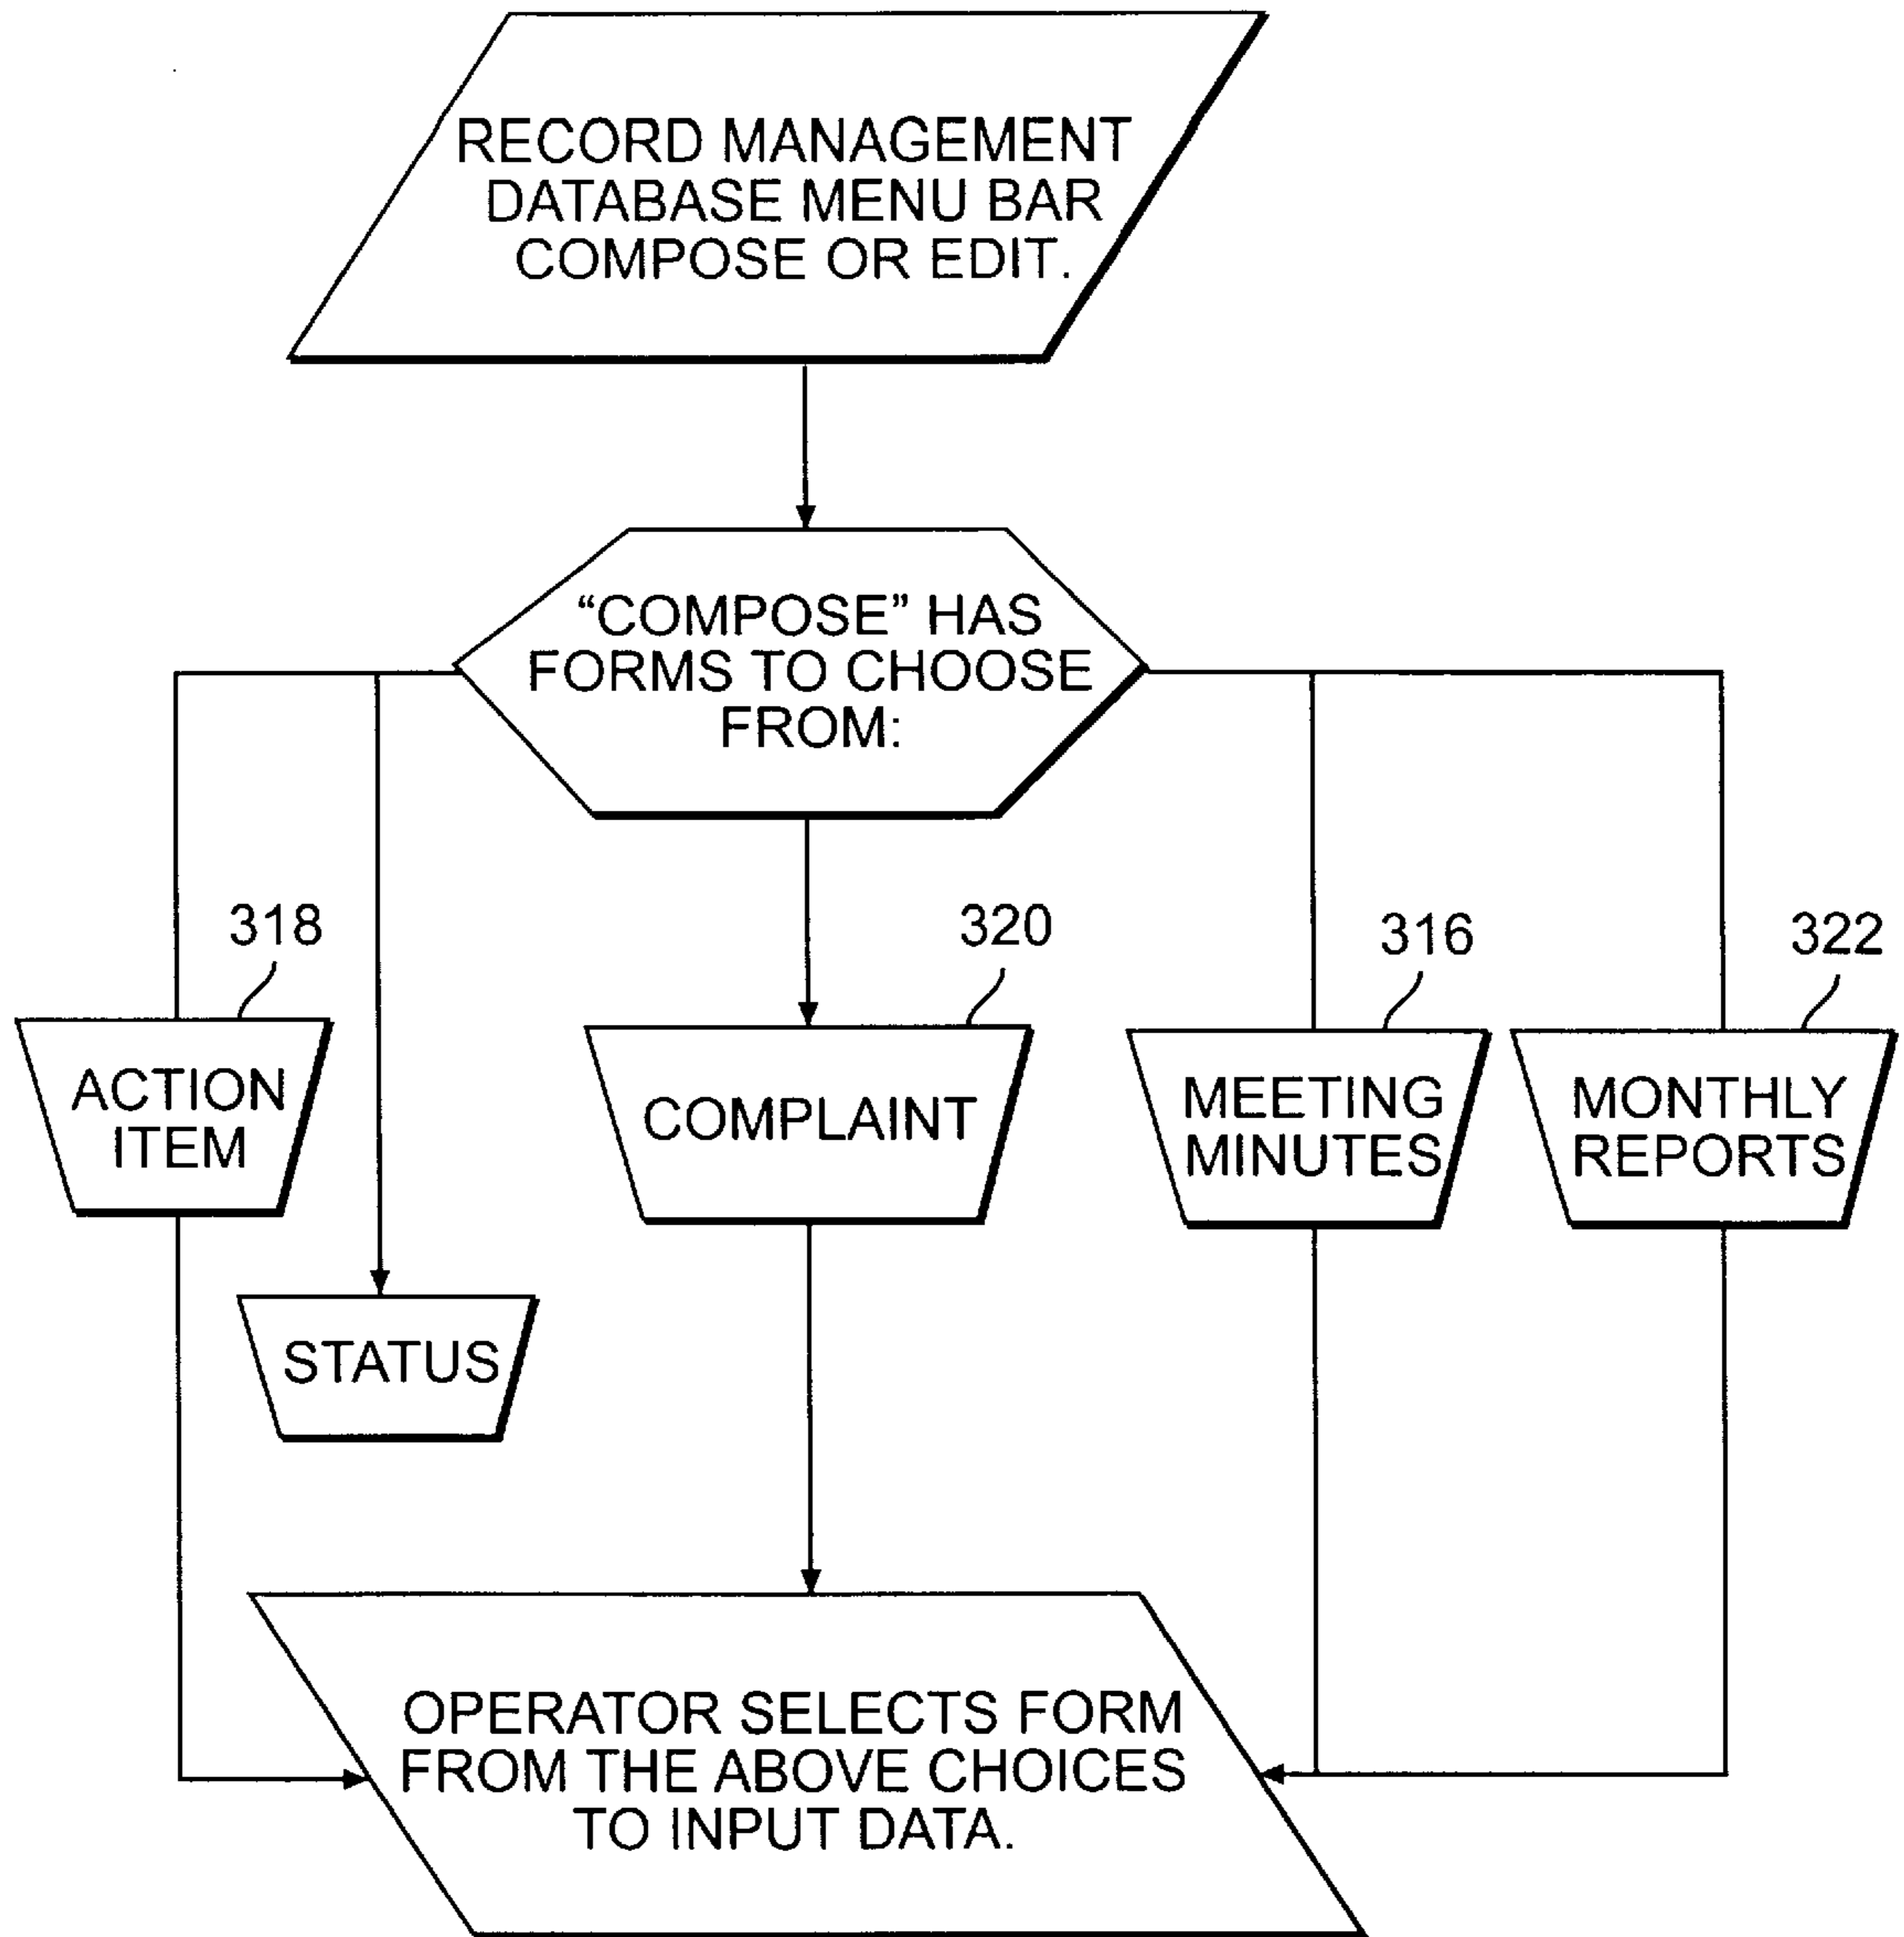 RECORD MANAGEMENT
DATABASE MENU BAR
COMPOSE OR EDIT.
“COMPOSE” HAS
FORMS TO CHOOSE
FROM:
318
320
316
322
ACTION
ITEM
COMPLAINT
MEETING
MINUTES
MONTHLY
REPORTS
STATUS
OPERATOR SELECTS FORM
FROM THE ABOVE CHOICES
TO INPUT DATA.